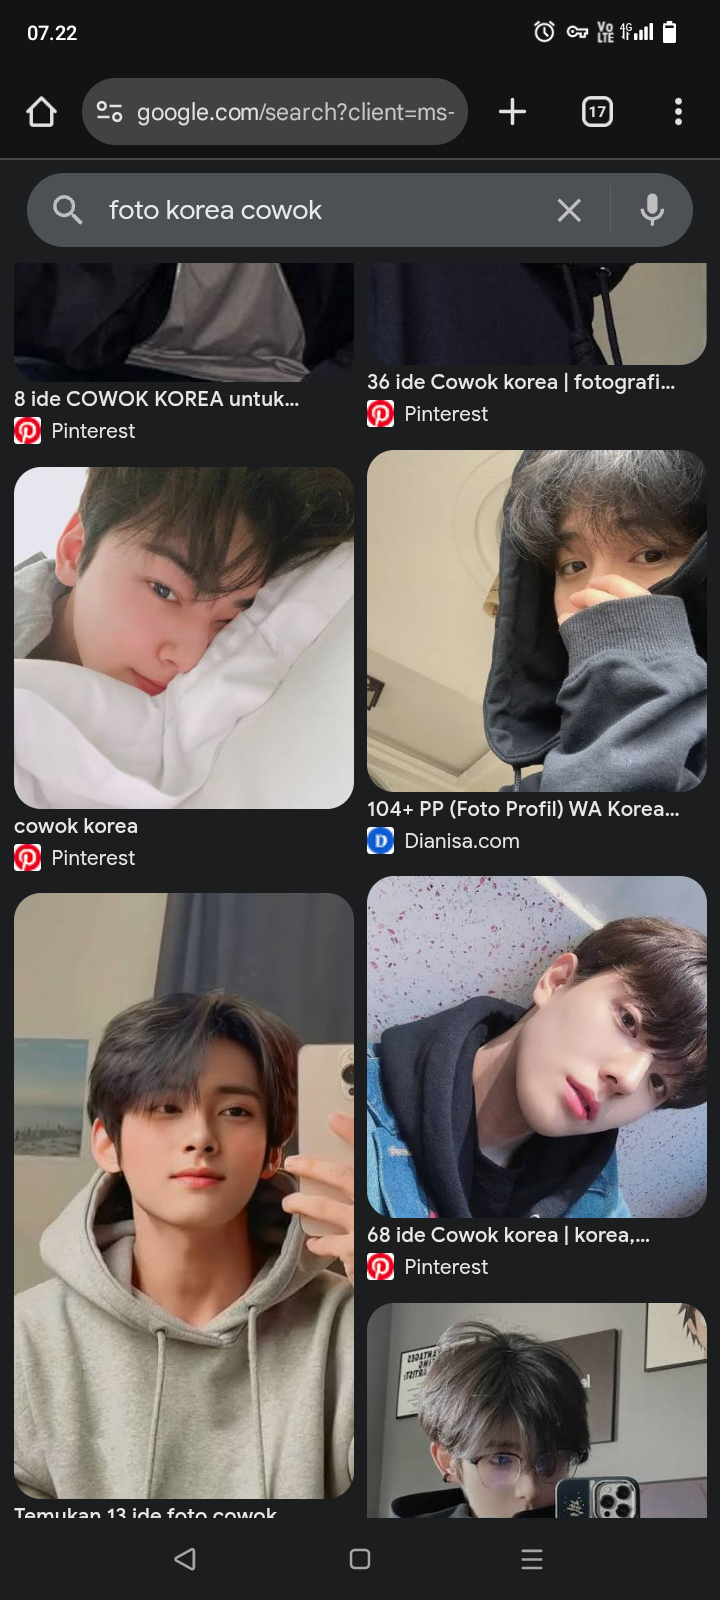 07.22
Vo
LTE
4G
google.com/search?client=ms-
17
foto korea cowok
8 ide COWOK KOREA untuk...
Pinterest
36 ide Cowok korea | fotografi...
Pinterest
cowok korea
Pinterest
104+ PP (Foto Profil) WA Korea...
D
Dianisa.com
68 ide Cowok korea | korea,...
Pinterest
Temukan 13 ide foto cowok